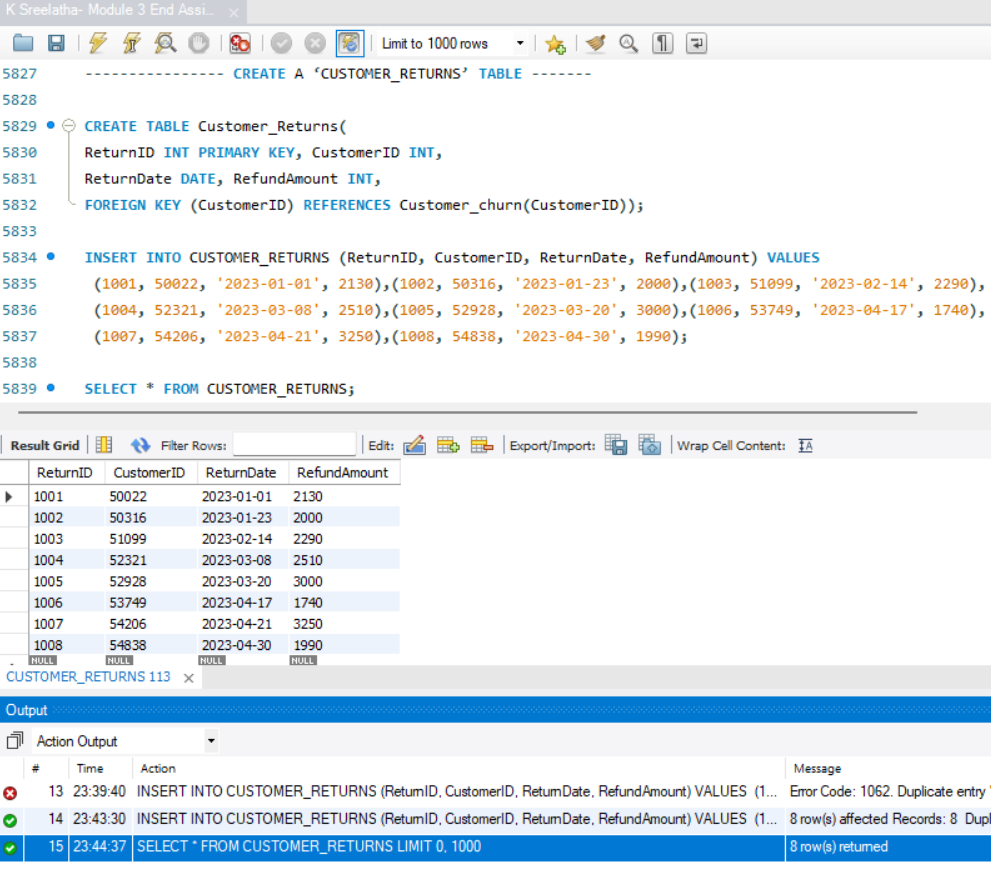 K Sreelatha- Module 3 End Assi...
Limit to 1000 rows
5827 ---------------- CREATE A ‘CUSTOMER_RETURNS’ TABLE -------
5828
5829 CREATE TABLE Customer_Returns(
5830 ReturnID INT PRIMARY KEY, CustomerID INT,
5831 ReturnDate DATE, RefundAmount INT,
5832 FOREIGN KEY (CustomerID) REFERENCES Customer_churn(CustomerID));
5833
5834 INSERT INTO CUSTOMER_RETURNS (ReturnID, CustomerID, ReturnDate, RefundAmount) VALUES
5835 (1001, 50022, '2023-01-01', 2130),(1002, 50316, '2023-01-23', 2000),(1003, 51099, '2023-02-14', 2290),
5836 (1004, 52321, '2023-03-08', 2510),(1005, 52928, '2023-03-20', 3000),(1006, 53749, '2023-04-17', 1740),
5837 (1007, 54206, '2023-04-21', 3250),(1008, 54838, '2023-04-30', 1990);
5838
5839 SELECT * FROM CUSTOMER_RETURNS;
Result Grid Filter Rows: Edit: Export/Import: Wrap Cell Content:
ReturnID CustomerID ReturnDate RefundAmount
1001 50022 2023-01-01 2130
1002 50316 2023-01-23 2000
1003 51099 2023-02-14 2290
1004 52321 2023-03-08 2510
1005 52928 2023-03-20 3000
1006 53749 2023-04-17 1740
1007 54206 2023-04-21 3250
1008 54838 2023-04-30 1990
NULL NULL NULL NULL
CUSTOMER_RETURNS 113
Output
Action Output
# Time Action Message
13 23:39:40 INSERT INTO CUSTOMER_RETURNS (ReturnID, CustomerID, ReturnDate, RefundAmount) VALUES (1... Error Code: 1062. Duplicate entry '
14 23:43:30 INSERT INTO CUSTOMER_RETURNS (ReturnID, CustomerID, ReturnDate, RefundAmount) VALUES (1... 8 row(s) affected Records: 8 Dupl
15 23:44:37 SELECT * FROM CUSTOMER_RETURNS LIMIT 0, 1000 8 row(s) returned